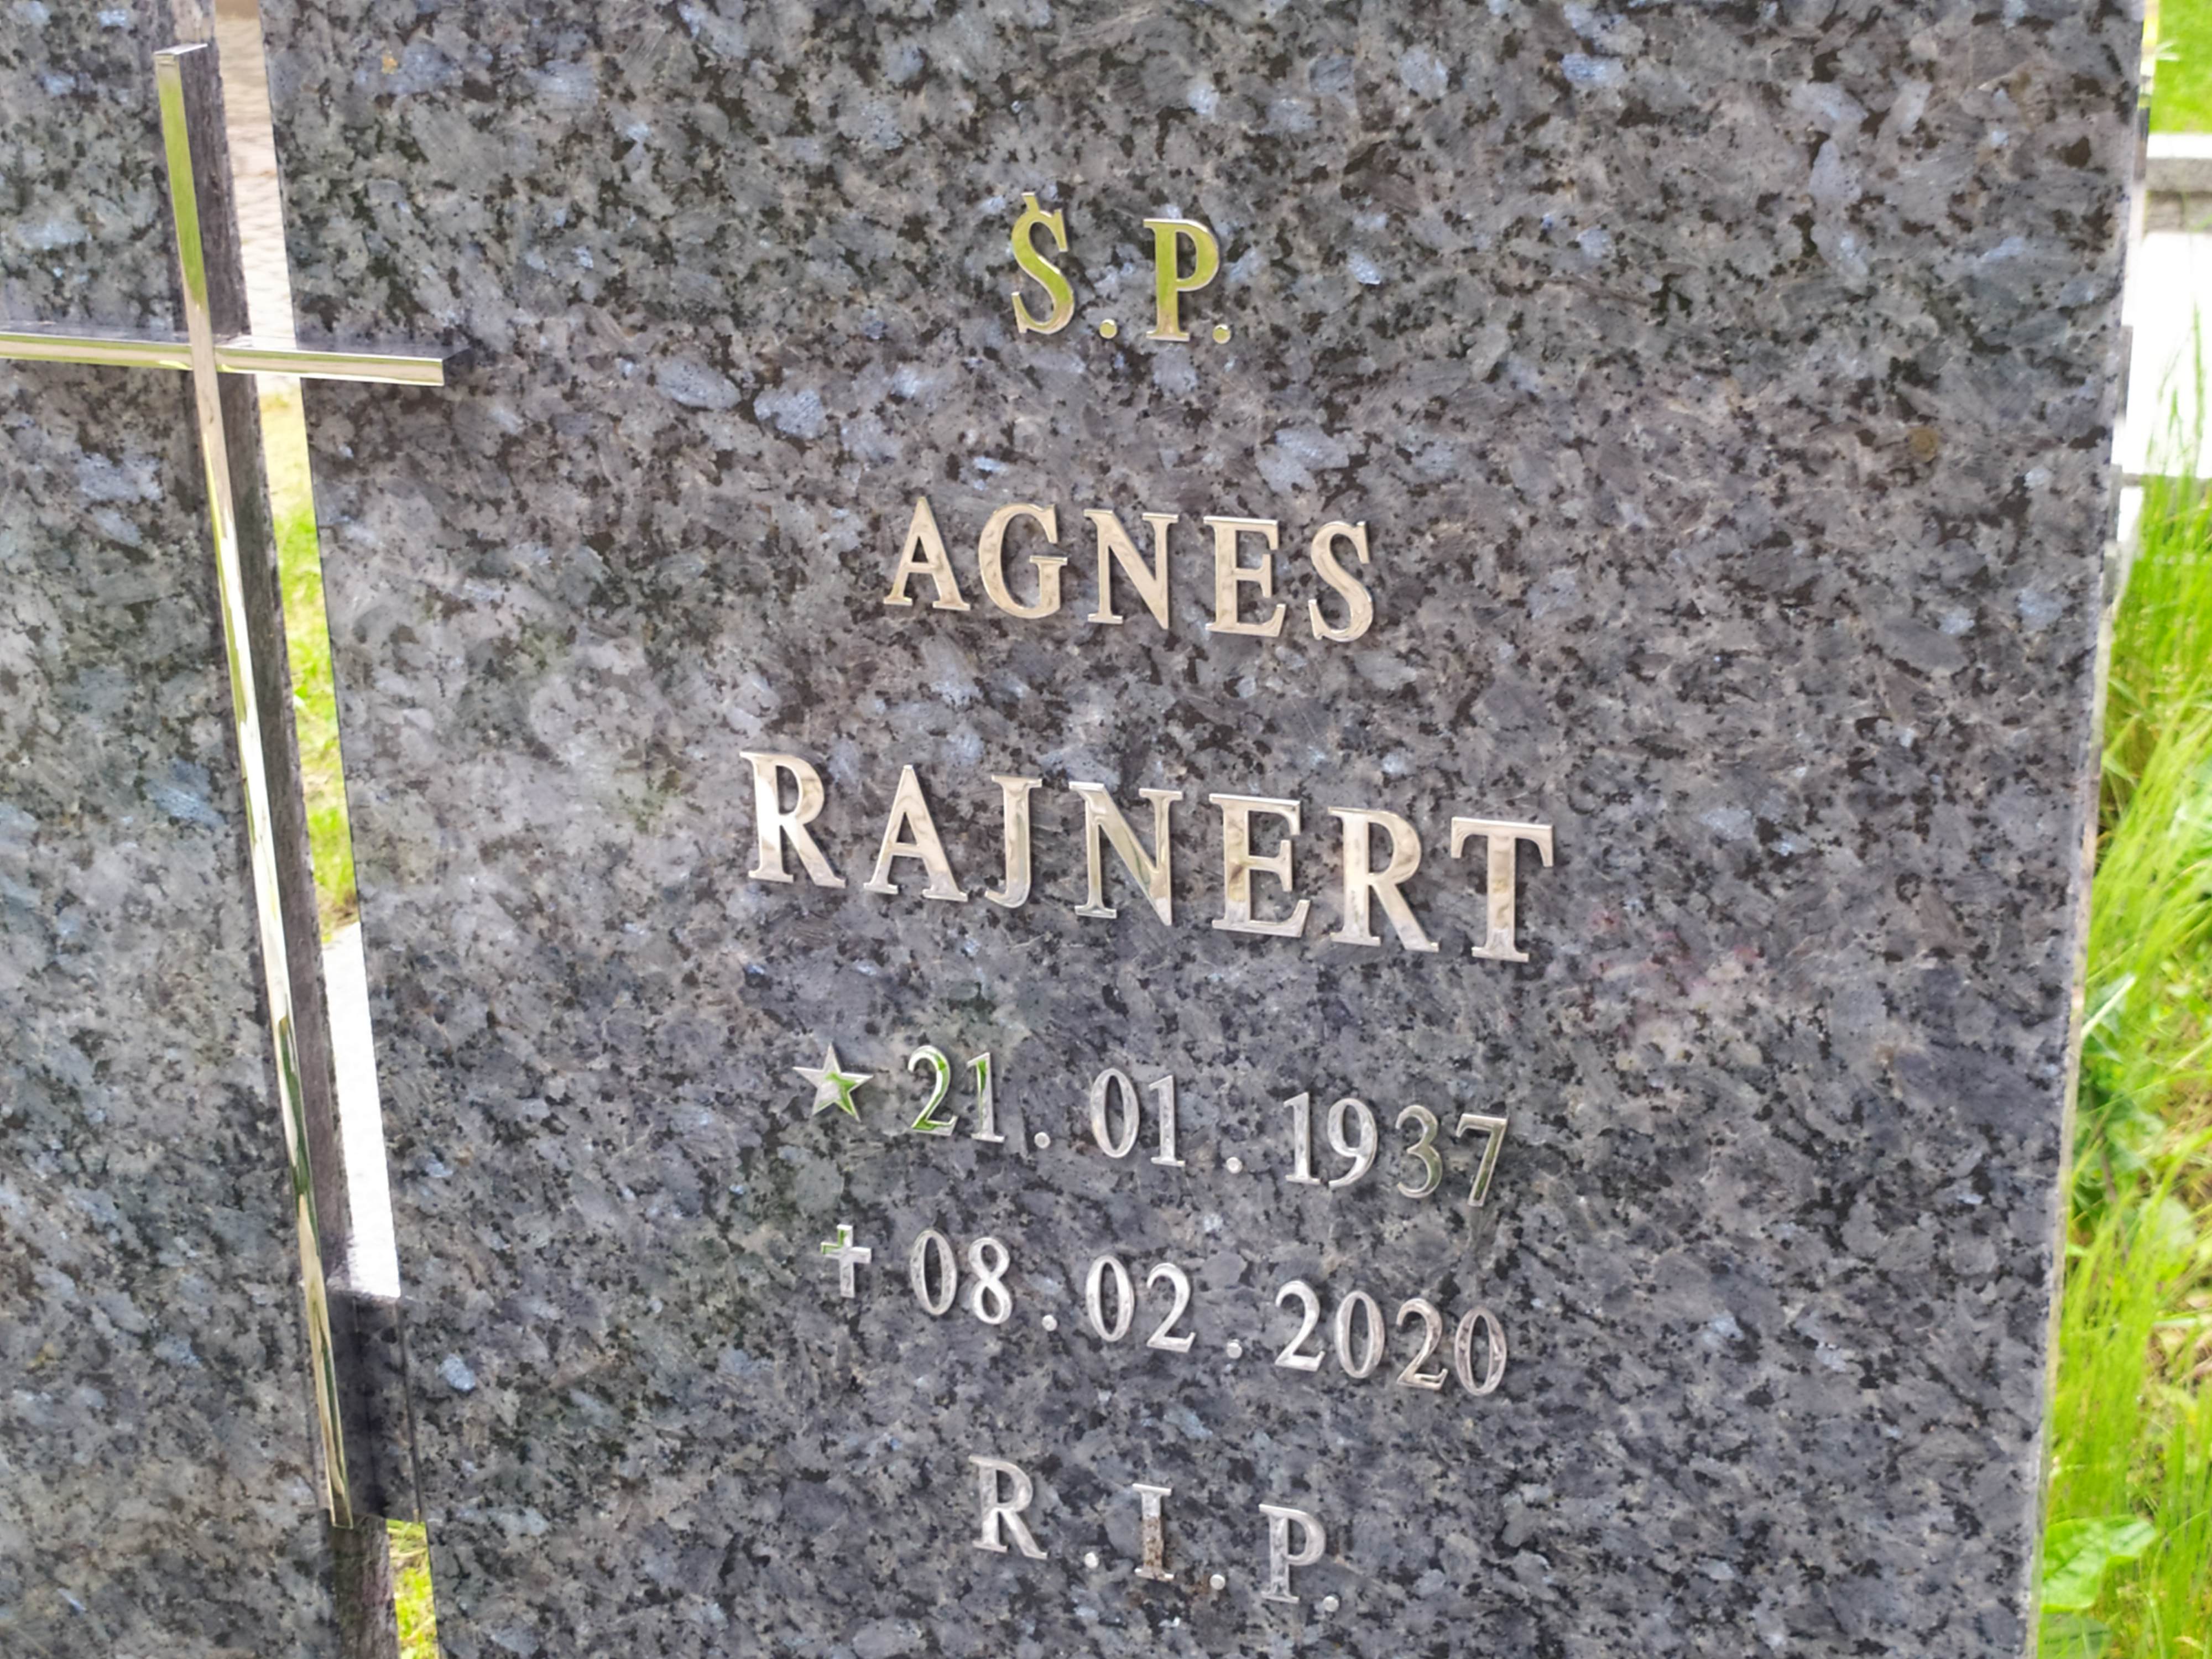 Ś.P.
AGNES
RAJNERT
★ 21.01.1937
✝ 08.02.2020
R.I.P.